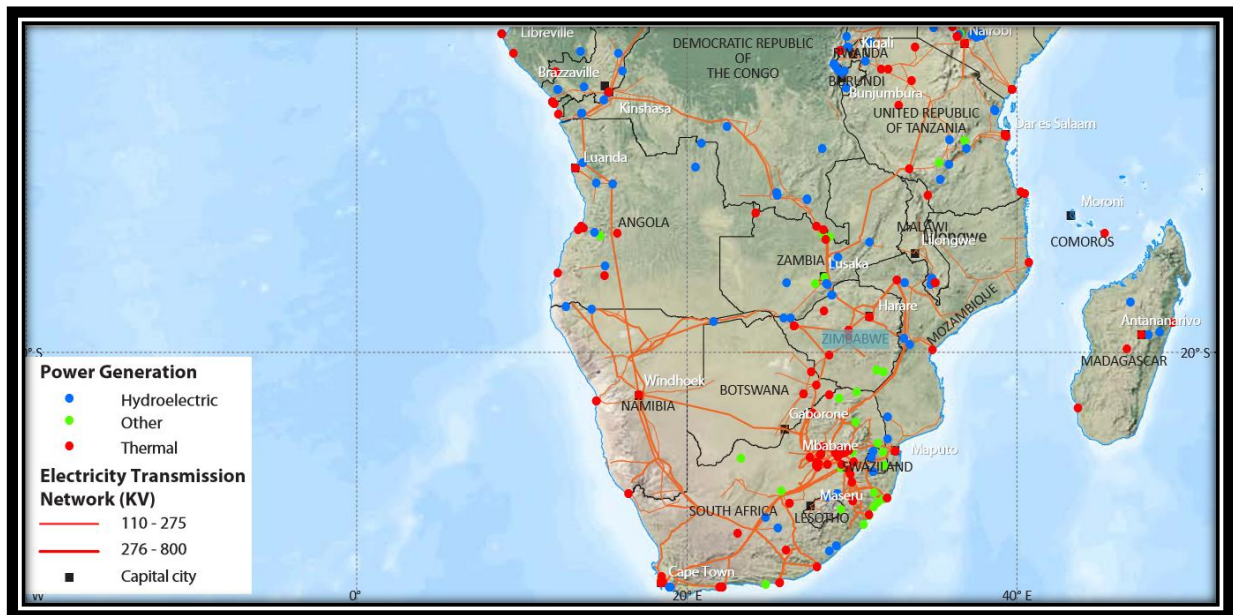 Libreville
Nairobi
DEMOCRATIC REPUBLIC
OF
THE CONGO
Kigali
RWANDA
Brazzaville
BURUNDI
Bunjumbura
Kinshasa
UNITED REPUBLIC
OF TANZANIA
Dar es Salaam
Luanda
Moroni
ANGOLA
MALAWI
Lilongwe
Lilongwe
COMOROS
ZAMBIA
Lusaka
Harare
MOZAMBIQUE
Antananarivo
ZIMBABWE
0° S
20° S
MADAGASCAR
Power Generation
Hydroelectric
Other
Thermal
Electricity Transmission
Network (KV)
110 - 275
276 - 800
Capital city
Windhoek
BOTSWANA
NAMIBIA
Gaborone
Mbabane
Maputo
SWAZILAND
Maseru
SOUTH AFRICA
LESOTHO
Cape Town
W
0°
20° E
40° E